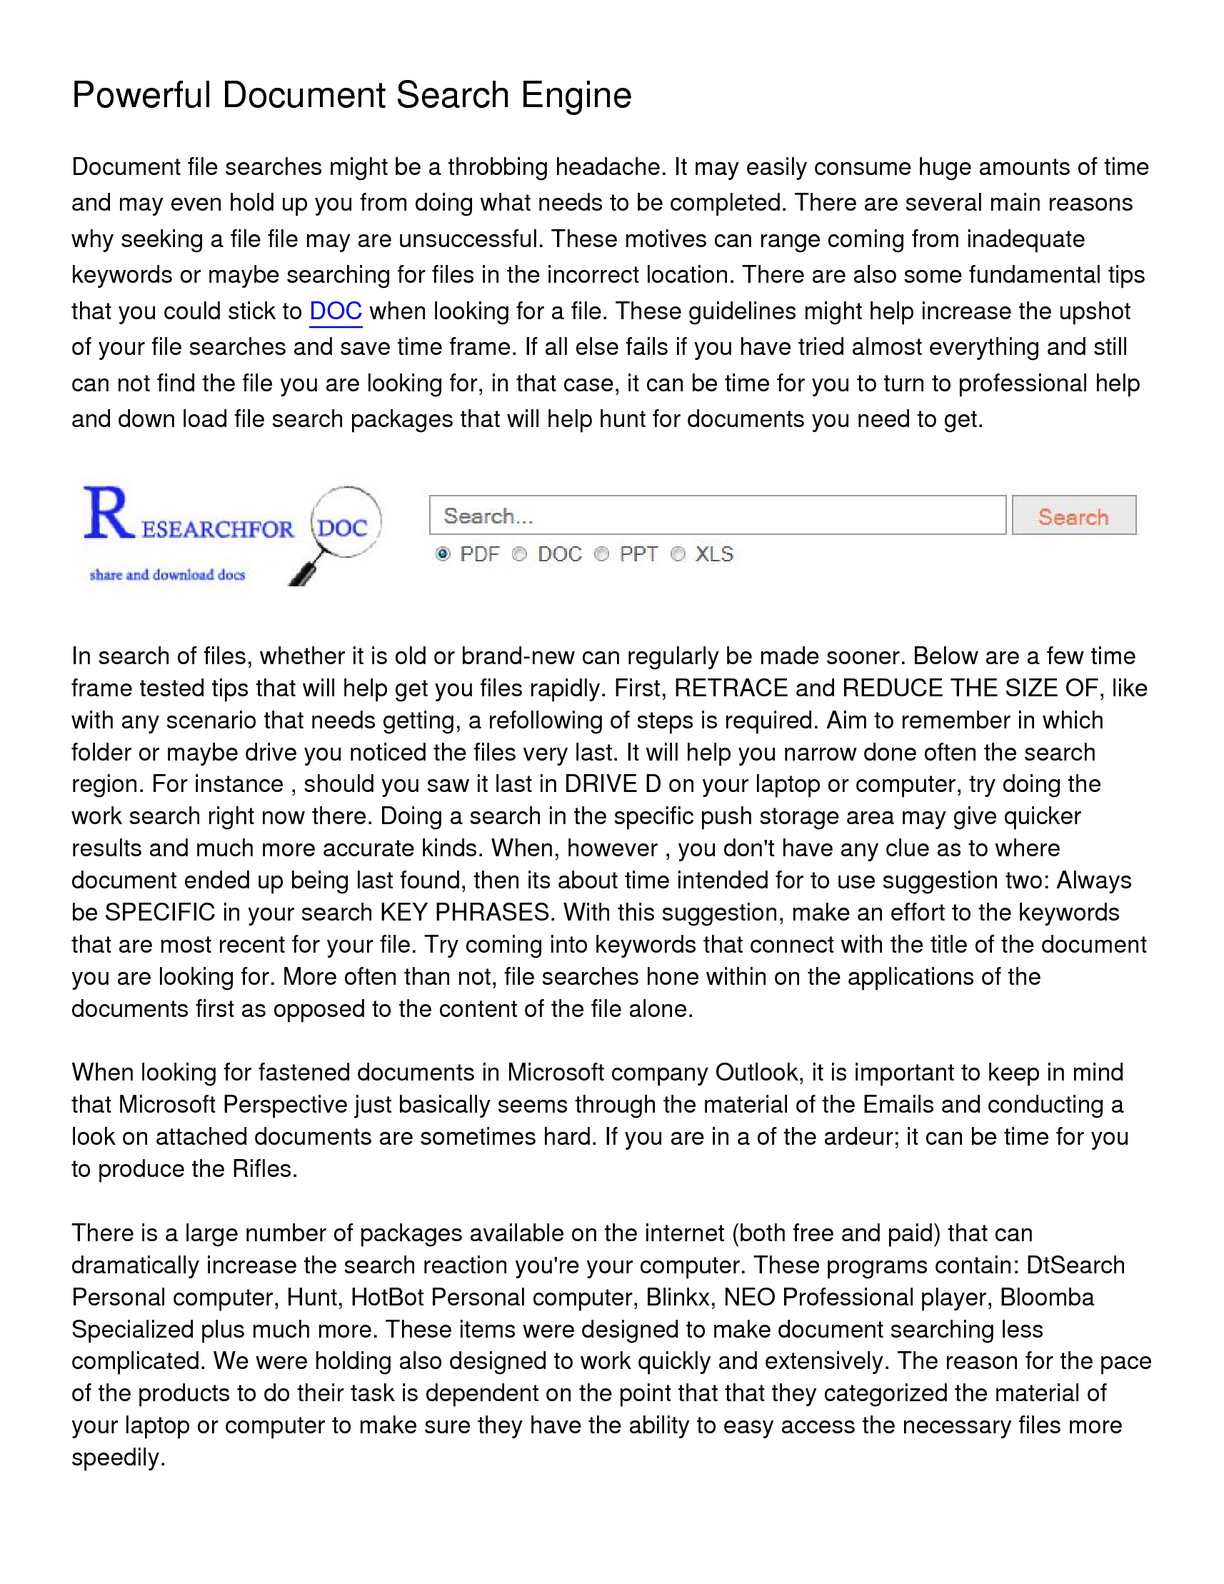 Powerful Document Search Engine
Document file searches might be a throbbing headache. It may easily consume huge amounts of time
and may even hold up you from doing what needs to be completed. There are several main reasons
why seeking a file file may are unsuccessful. These motives can range coming from inadequate
keywords or maybe searching for files in the incorrect location. There are also some fundamental tips
that you could stick to DOC when looking for a file. These guidelines might help increase the upshot
of your file searches and save time frame. If all else fails if you have tried almost everything and still
can not find the file you are looking for, in that case, it can be time for you to turn to professional help
and down load file search packages that will help hunt for documents you need to get.
RESEARCHFOR DOC
share and download docs
Search... Search
PDF DOC PPT XLS
In search of files, whether it is old or brand-new can regularly be made sooner. Below are a few time
frame tested tips that will help get you files rapidly. First, RETRACE and REDUCE THE SIZE OF, like
with any scenario that needs getting, a refollowing of steps is required. Aim to remember in which
folder or maybe drive you noticed the files very last. It will help you narrow done often the search
region. For instance , should you saw it last in DRIVE D on your laptop or computer, try doing the
work search right now there. Doing a search in the specific push storage area may give quicker
results and much more accurate kinds. When, however , you don't have any clue as to where
document ended up being last found, then its about time intended for to use suggestion two: Always
be SPECIFIC in your search KEY PHRASES. With this suggestion, make an effort to the keywords
that are most recent for your file. Try coming into keywords that connect with the title of the document
you are looking for. More often than not, file searches hone within on the applications of the
documents first as opposed to the content of the file alone.
When looking for fastened documents in Microsoft company Outlook, it is important to keep in mind
that Microsoft Perspective just basically seems through the material of the Emails and conducting a
look on attached documents are sometimes hard. If you are in a of the ardeur; it can be time for you
to produce the Rifles.
There is a large number of packages available on the internet (both free and paid) that can
dramatically increase the search reaction you're your computer. These programs contain: DtSearch
Personal computer, Hunt, HotBot Personal computer, Blinkx, NEO Professional player, Bloomba
Specialized plus much more. These items were designed to make document searching less
complicated. We were holding also designed to work quickly and extensively. The reason for the pace
of the products to do their task is dependent on the point that that they categorized the material of
your laptop or computer to make sure they have the ability to easy access the necessary files more
speedily.